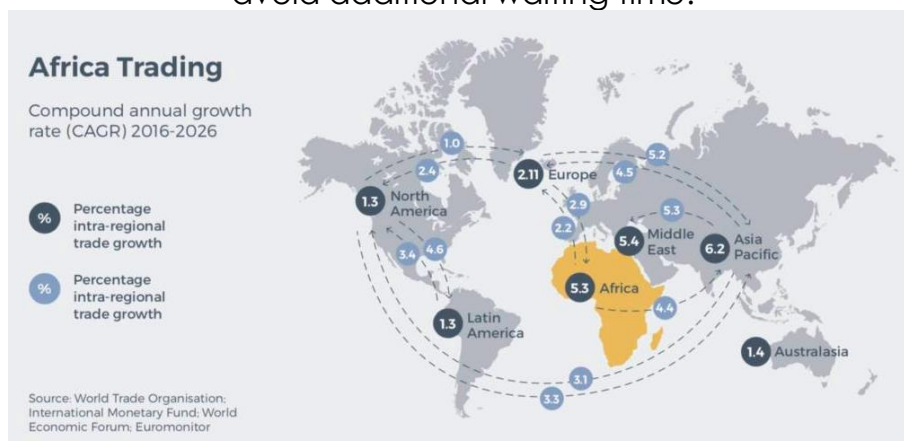 avoid additional waiting time.
Africa Trading
Compound annual growth
rate (CAGR) 2016-2026
%
Percentage
intra-regional
trade growth
%
Percentage
intra-regional
trade growth
Source: World Trade Organisation;
International Monetary Fund; World
Economic Forum; Euromonitor
1.0
2.4
1.3
North
America
3.4
4.6
1.3
Latin
America
2.11
Europe
5.2
4.5
2.9
2.2
5.3
5.4
Middle
East
6.2
Asia
Pacific
5.3
Africa
4.4
3.1
3.3
1.4
Australasia